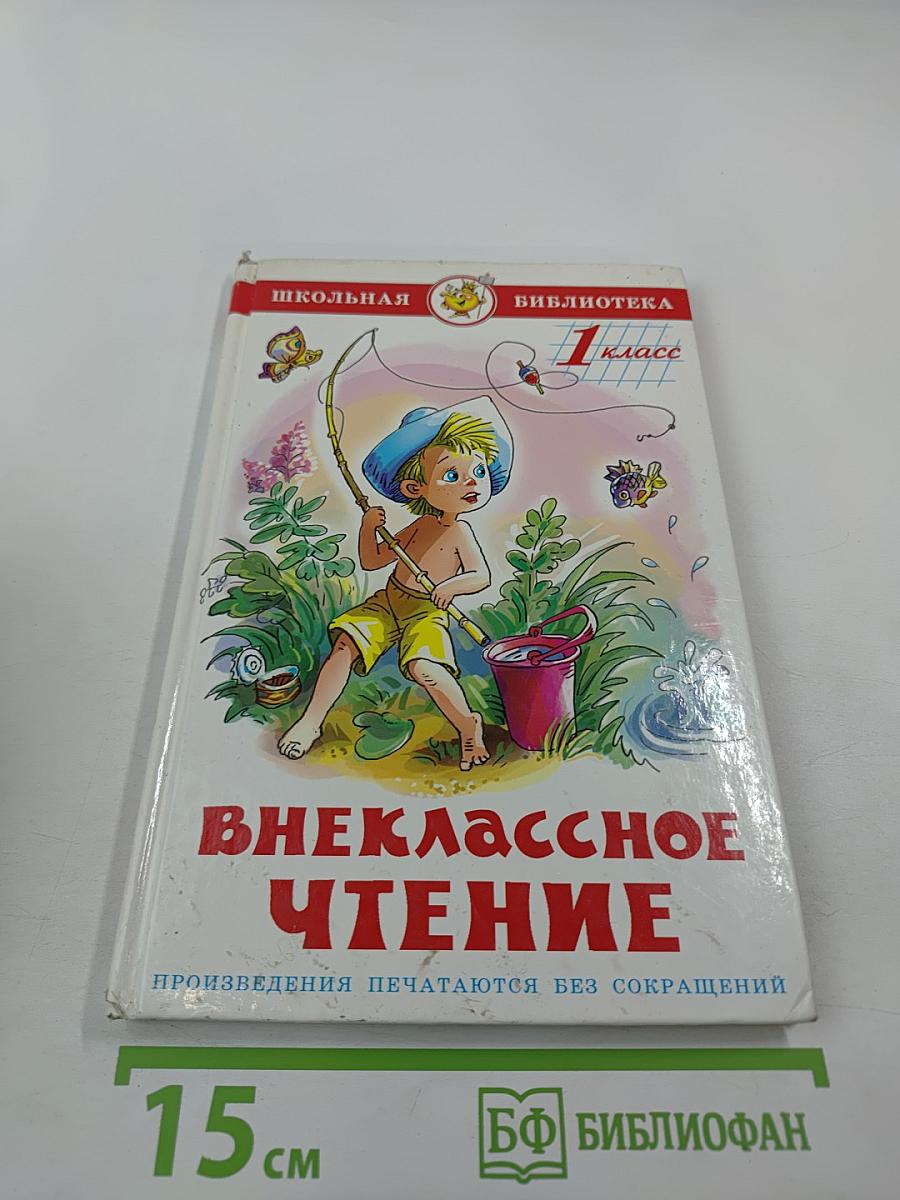 ШКОЛЬНАЯ БИБЛИОТЕКА
1 класс
ВНЕКЛАССНОЕ
ЧТЕНИЕ
ПРОИЗВЕДЕНИЯ ПЕЧАТАЮТСЯ БЕЗ СОКРАЩЕНИЙ
15 см
БФ БИБЛИОФАН